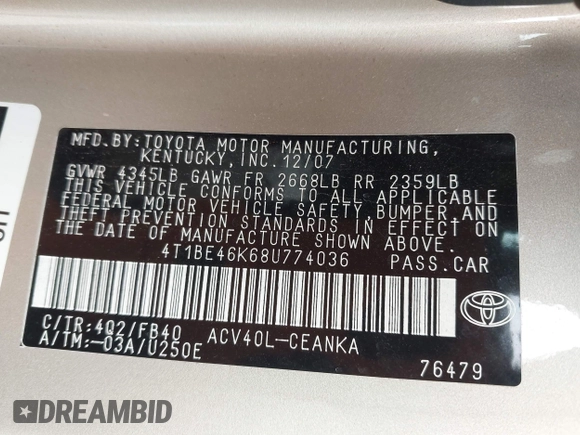 MFD.BY:TOYOTA MOTOR MANUFACTURING,
KENTUCKY, INC. 12/07
GVWR 4345LB GAWR FR 2668LB RR 2359LB
THIS VEHICLE CONFORMS TO ALL APPLICABLE
FEDERAL MOTOR VEHICLE SAFETY,BUMPER,AND
THEFT PREVENTION STANDARDS IN EFFECT ON
THE DATE OF MANUFACTURE SHOWN ABOVE.
4T1BE46K68U774036 PASS.CAR
C/TR:4Q2/FB40 ACV40L-CEANKA
A/TM:-03A/U250E
76479
DREAMBID